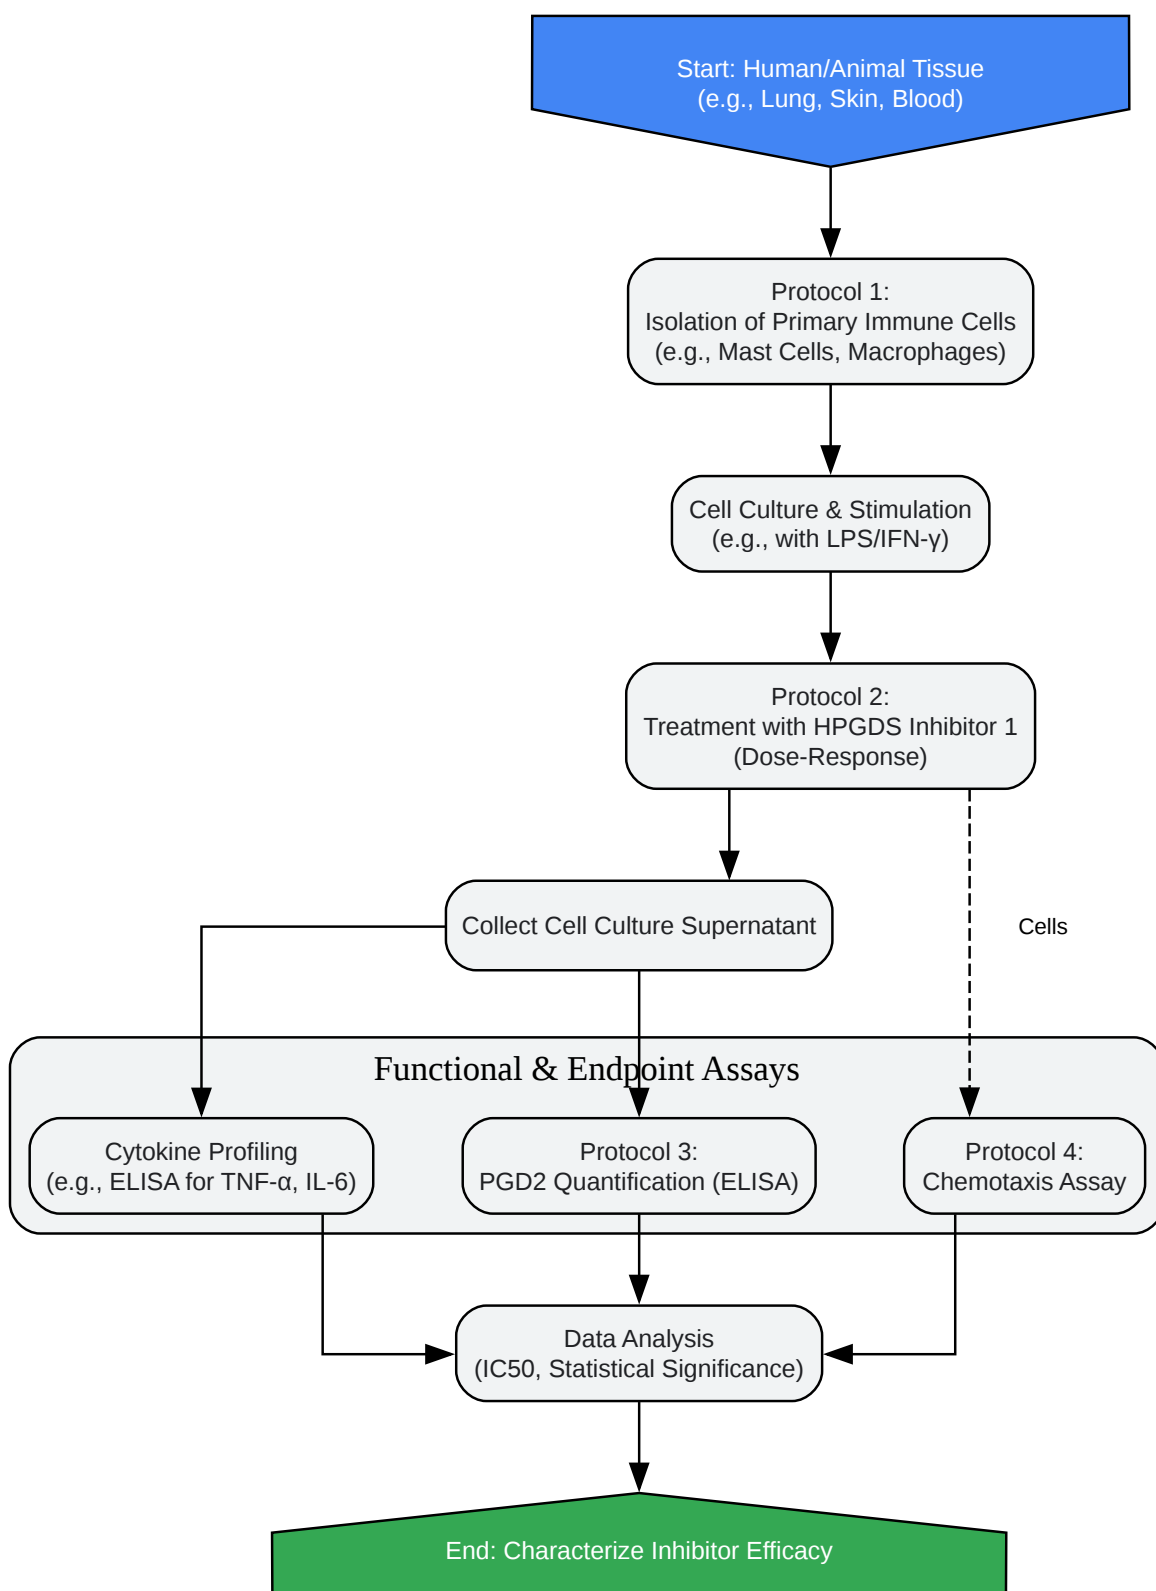 Start: Human/Animal Tissue
(e.g., Lung, Skin, Blood)
Protocol 1:
Isolation of Primary Immune Cells
(e.g., Mast Cells, Macrophages)
Cell Culture & Stimulation
(e.g., with LPS/IFN-γ)
Protocol 2:
Treatment with HPGDS Inhibitor 1
(Dose-Response)
Collect Cell Culture Supernatant
Cells
Functional & Endpoint Assays
Cytokine Profiling
(e.g., ELISA for TNF-α, IL-6)
Protocol 3:
PGD2 Quantification (ELISA)
Protocol 4:
Chemotaxis Assay
Data Analysis
(IC50, Statistical Significance)
End: Characterize Inhibitor Efficacy